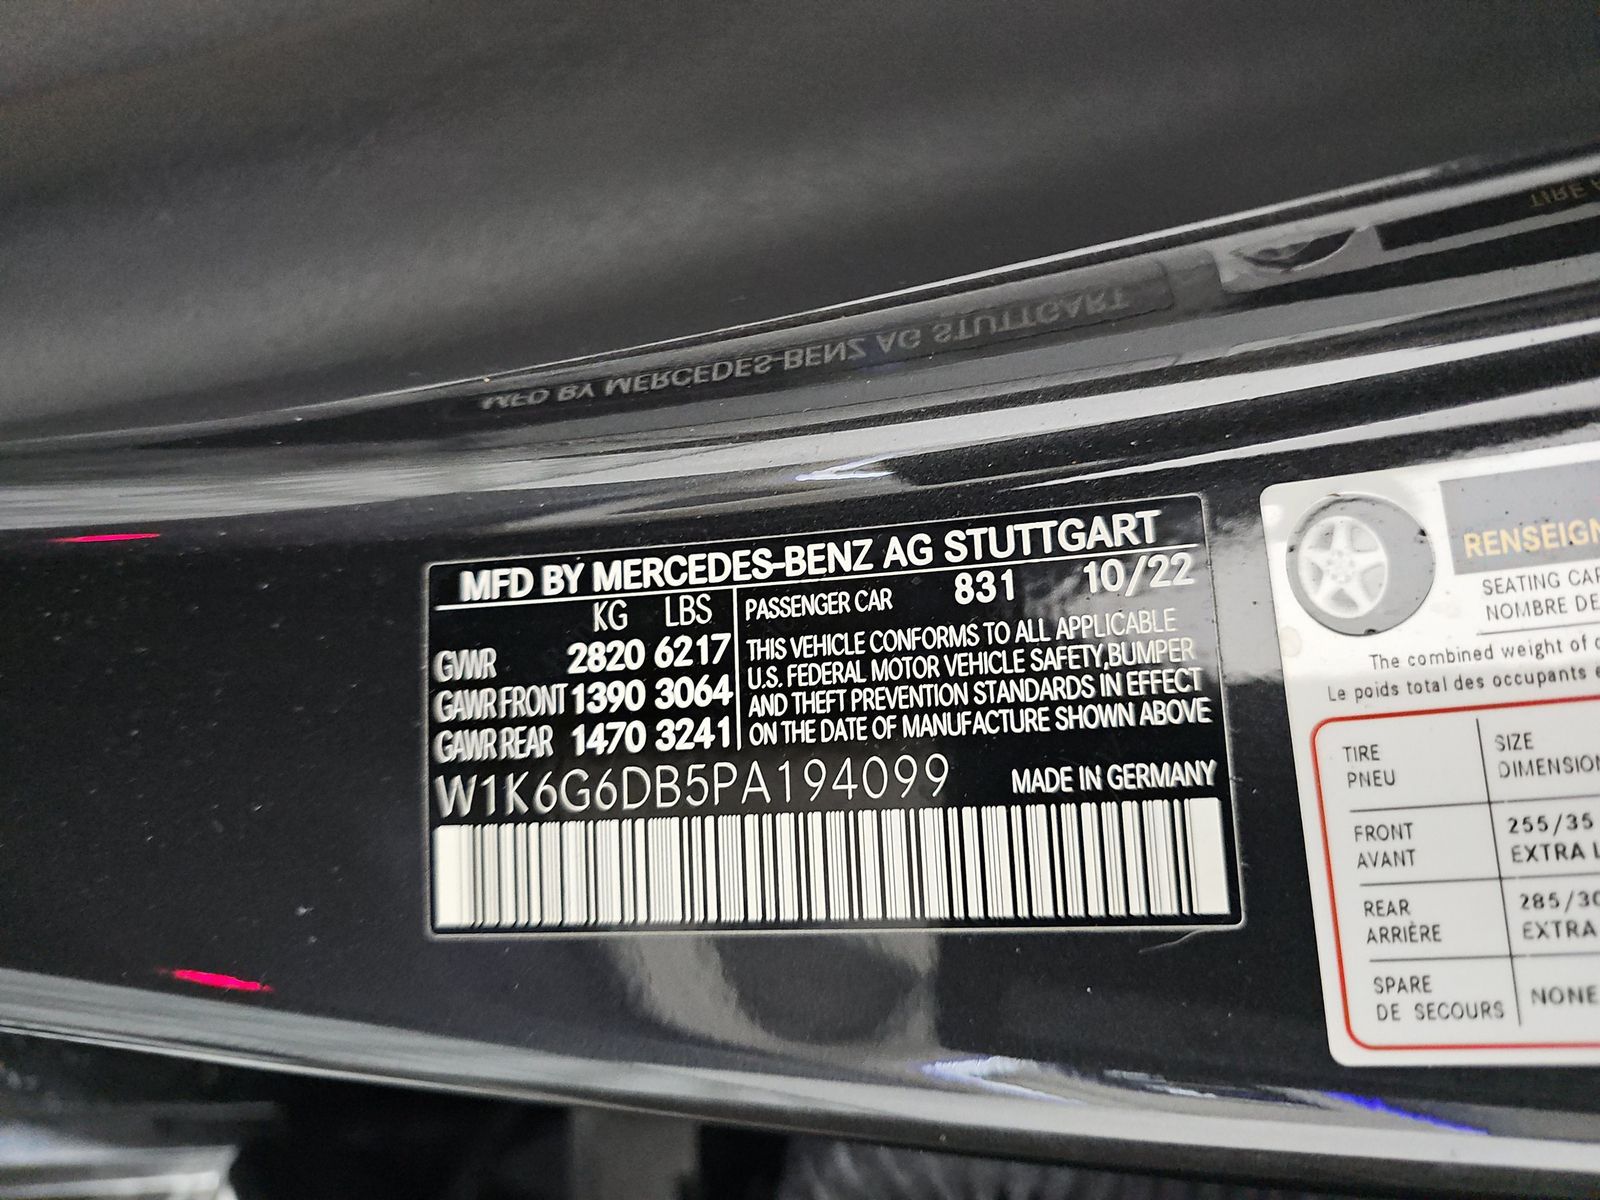 MFD BY MERCEDES-BENZ AG STUTTGART
TIRE
MFD BY MERCEDES-BENZ AG STUTTGART
KG LBS
GVWR 2820 6217
GAWR FRONT 1390 3064
GAWR REAR 1470 3241
PASSENGER CAR 831 10/22
THIS VEHICLE CONFORMS TO ALL APPLICABLE
U.S. FEDERAL MOTOR VEHICLE SAFETY,BUMPER
AND THEFT PREVENTION STANDARDS IN EFFECT
ON THE DATE OF MANUFACTURE SHOWN ABOVE
W1K6G6DB5PA194099
MADE IN GERMANY
RENSEIGN
SEATING CAP
NOMBRE DE
The combined weight of
Le poids total des occupants
TIRE
PNEU
SIZE
DIMENSION
FRONT
AVANT
255/35
EXTRA L
REAR
ARRIÈRE
285/30
EXTRA
SPARE
DE SECOURS
NONE